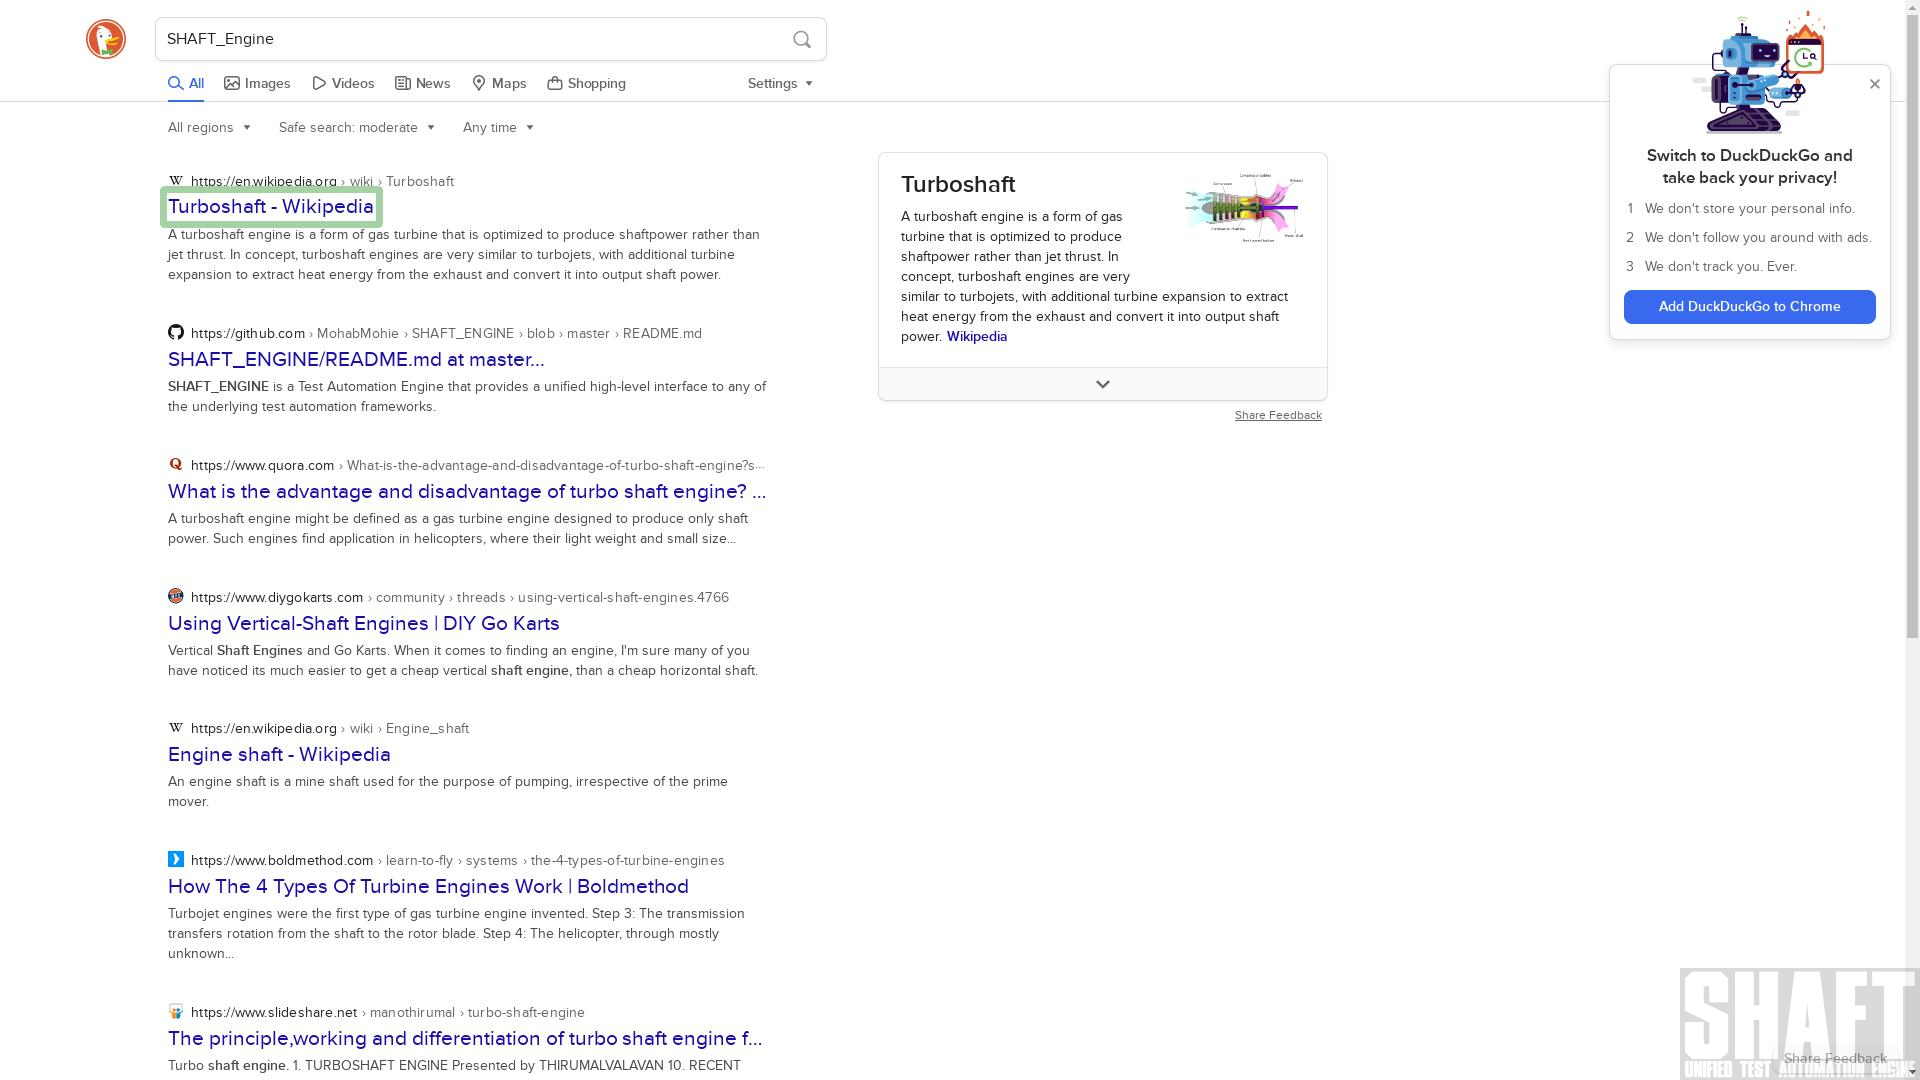 SHAFT_Engine
All Images Videos News Maps Shopping Settings
All regions Safe search: moderate Any time
https://en.wikipedia.org › wiki › Turboshaft
Turboshaft - Wikipedia
A turboshaft engine is a form of gas turbine that is optimized to produce shaftpower rather than
jet thrust. In concept, turboshaft engines are very similar to turbojets, with additional turbine
expansion to extract heat energy from the exhaust and convert it into output shaft power.
https://github.com › MohabMohie › SHAFT_ENGINE › blob › master › README.md
SHAFT_ENGINE/README.md at master...
SHAFT_ENGINE is a Test Automation Engine that provides a unified high-level interface to any of
the underlying test automation frameworks.
https://www.quora.com › What-is-the-advantage-and-disadvantage-of-turbo-shaft-engine?s...
What is the advantage and disadvantage of turbo shaft engine? ...
A turboshaft engine might be defined as a gas turbine engine designed to produce only shaft
power. Such engines find application in helicopters, where their light weight and small size...
https://www.diygokarts.com › community › threads › using-vertical-shaft-engines.4766
Using Vertical-Shaft Engines | DIY Go Karts
Vertical Shaft Engines and Go Karts. When it comes to finding an engine, I'm sure many of you
have noticed its much easier to get a cheap vertical shaft engine, than a cheap horizontal shaft.
https://en.wikipedia.org › wiki › Engine_shaft
Engine shaft - Wikipedia
An engine shaft is a mine shaft used for the purpose of pumping, irrespective of the prime
mover.
https://www.boldmethod.com › learn-to-fly › systems › the-4-types-of-turbine-engines
How The 4 Types Of Turbine Engines Work | Boldmethod
Turbojet engines were the first type of gas turbine engine invented. Step 3: The transmission
transfers rotation from the shaft to the rotor blade. Step 4: The helicopter, through mostly
unknown...
https://www.slideshare.net › manothirumal › turbo-shaft-engine
The principle,working and differentiation of turbo shaft engine f...
Turbo shaft engine. 1. TURBOSHAFT ENGINE Presented by THIRUMALVALAVAN 10. RECENT
Turboshaft
A turboshaft engine is a form of gas
turbine that is optimized to produce
shaftpower rather than jet thrust. In
concept, turboshaft engines are very
similar to turbojets, with additional turbine expansion to extract
heat energy from the exhaust and convert it into output shaft
power. Wikipedia
Share Feedback
Switch to DuckDuckGo and
take back your privacy!
1 We don't store your personal info.
2 We don't follow you around with ads.
3 We don't track you. Ever.
Add DuckDuckGo to Chrome
SHAFT
Share Feedback
UNIFIED TEST AUTOMATION ENGINE